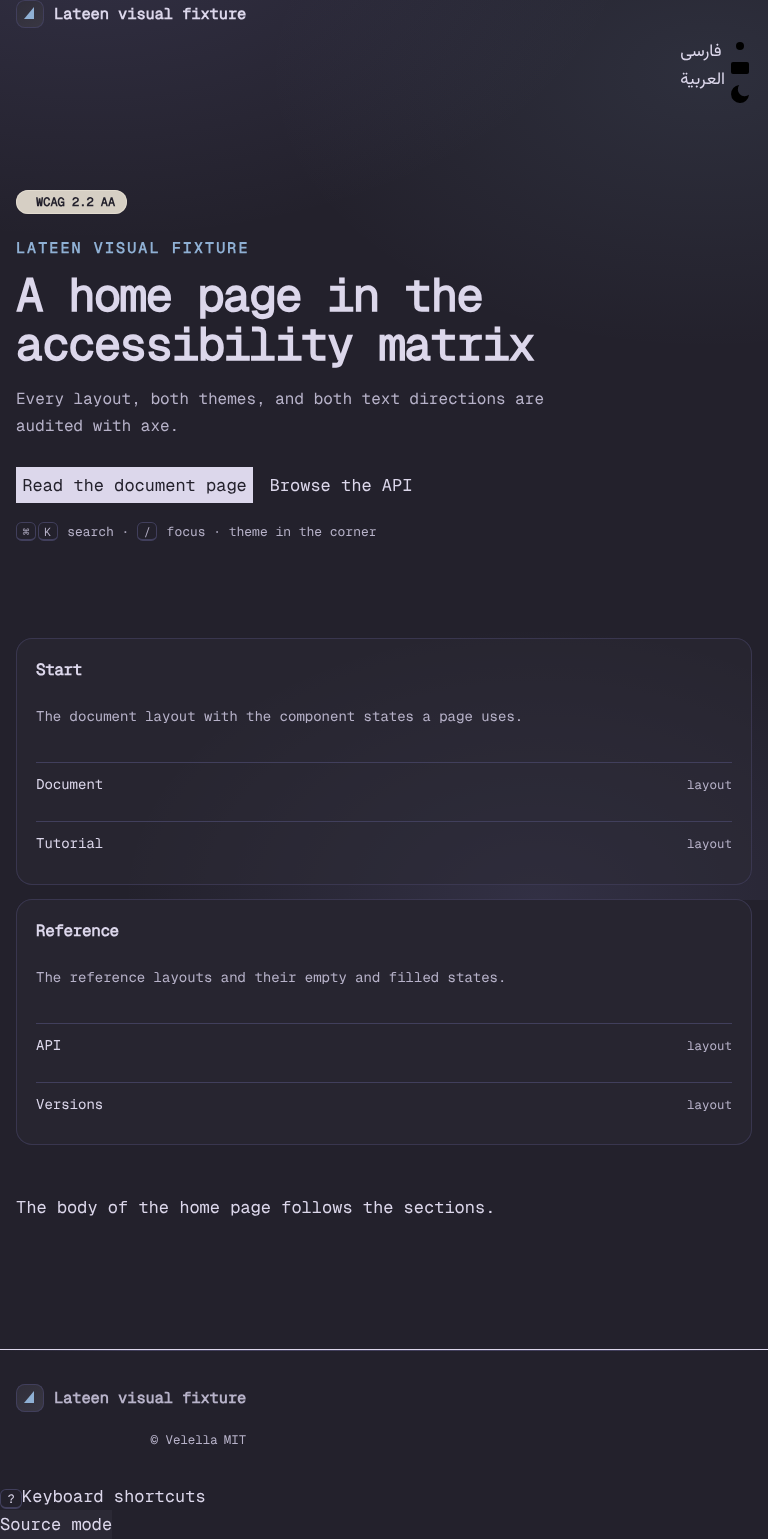 Lateen visual fixture
فارسی
العربية
WCAG 2.2 AA
LATEEN VISUAL FIXTURE
A home page in the
accessibility matrix
Every layout, both themes, and both text directions are
audited with axe.
Read the document page Browse the API
⌘ K search · / focus · theme in the corner
Start
The document layout with the component states a page uses.
Document layout
Tutorial layout
Reference
The reference layouts and their empty and filled states.
API layout
Versions layout
The body of the home page follows the sections.
Lateen visual fixture
© Velella MIT
? Keyboard shortcuts
Source mode